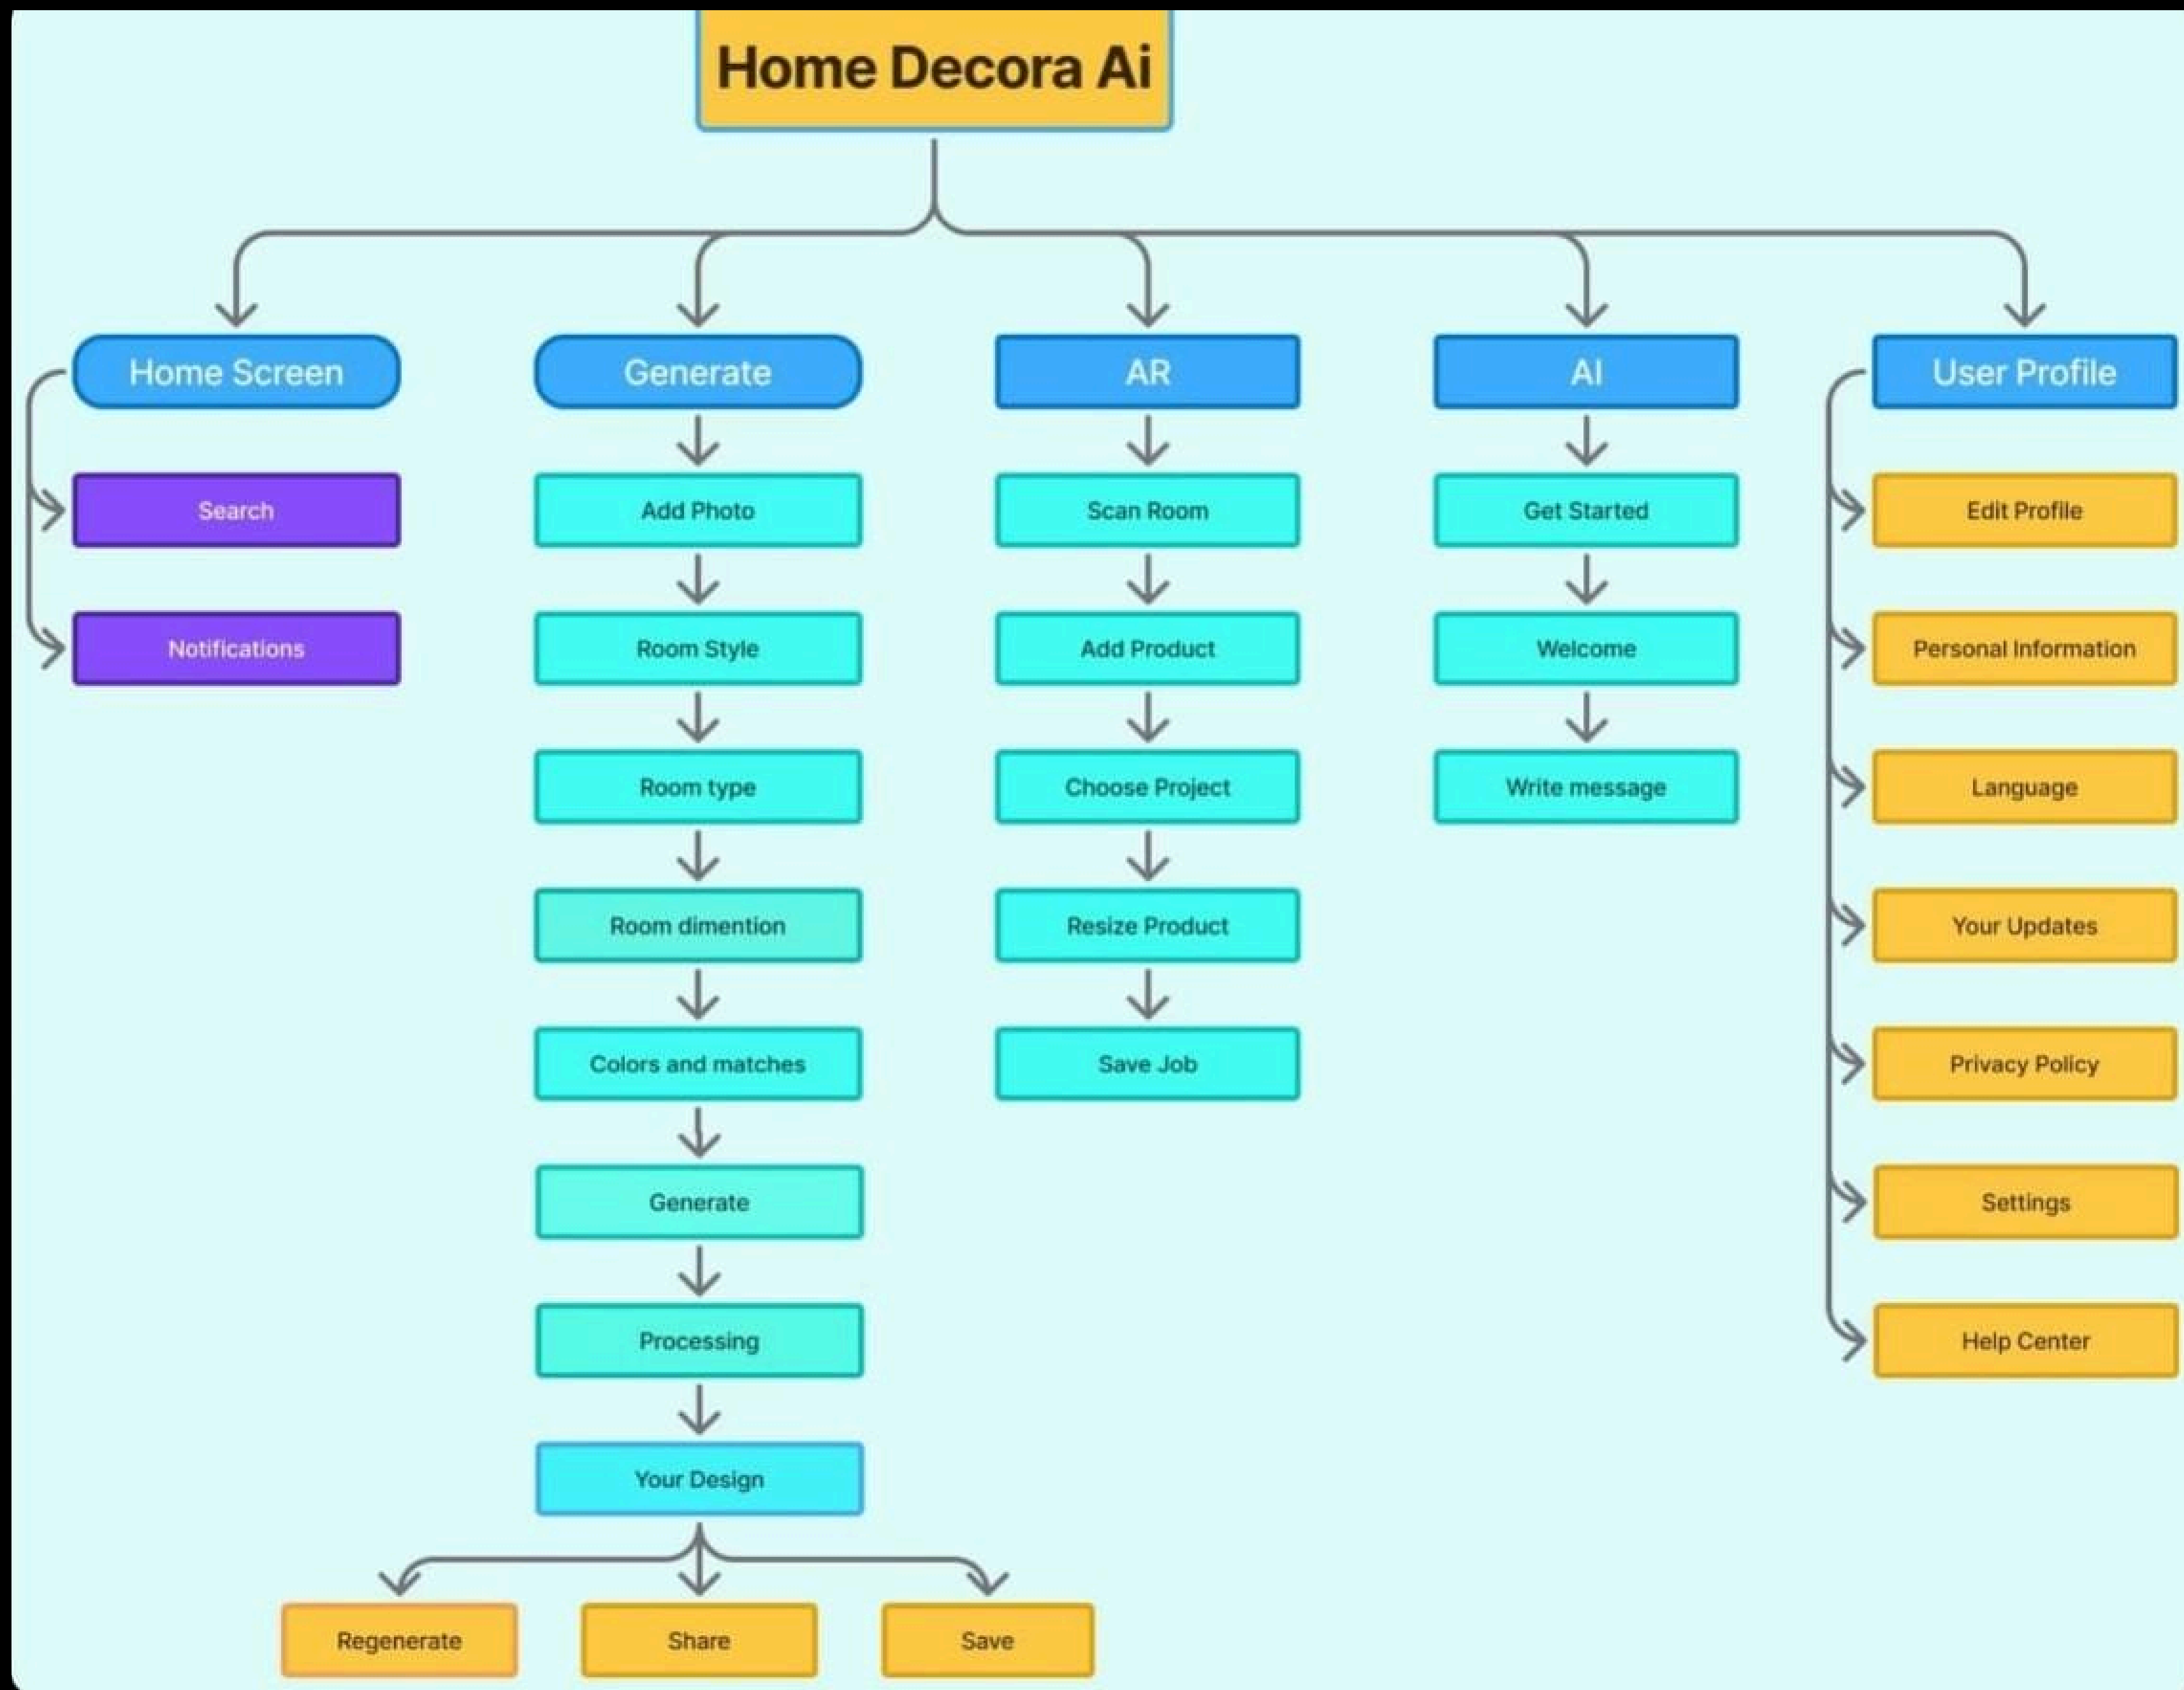 Home Decora Ai
Home Screen
Search
Notifications
Generate
Add Photo
Room Style
Room type
Room dimention
Colors and matches
Generate
Processing
Your Design
Regenerate
Share
Save
AR
Scan Room
Add Product
Choose Project
Resize Product
Save Job
AI
Get Started
Welcome
Write message
User Profile
Edit Profile
Personal Information
Language
Your Updates
Privacy Policy
Settings
Help Center